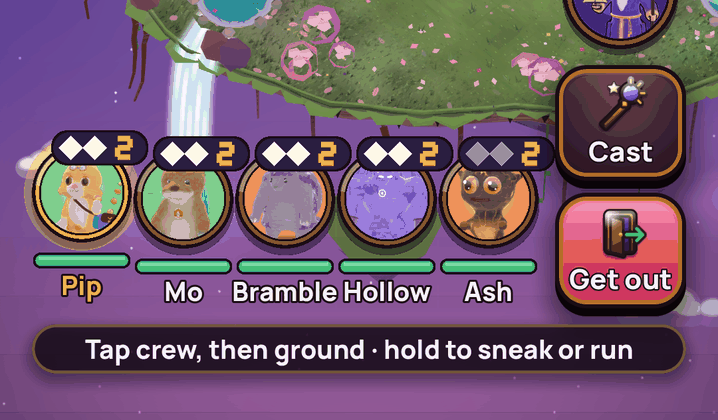 2 2 2 2 2
Cast
Get out
Pip Mo Bramble Hollow Ash
Tap crew, then ground · hold to sneak or run